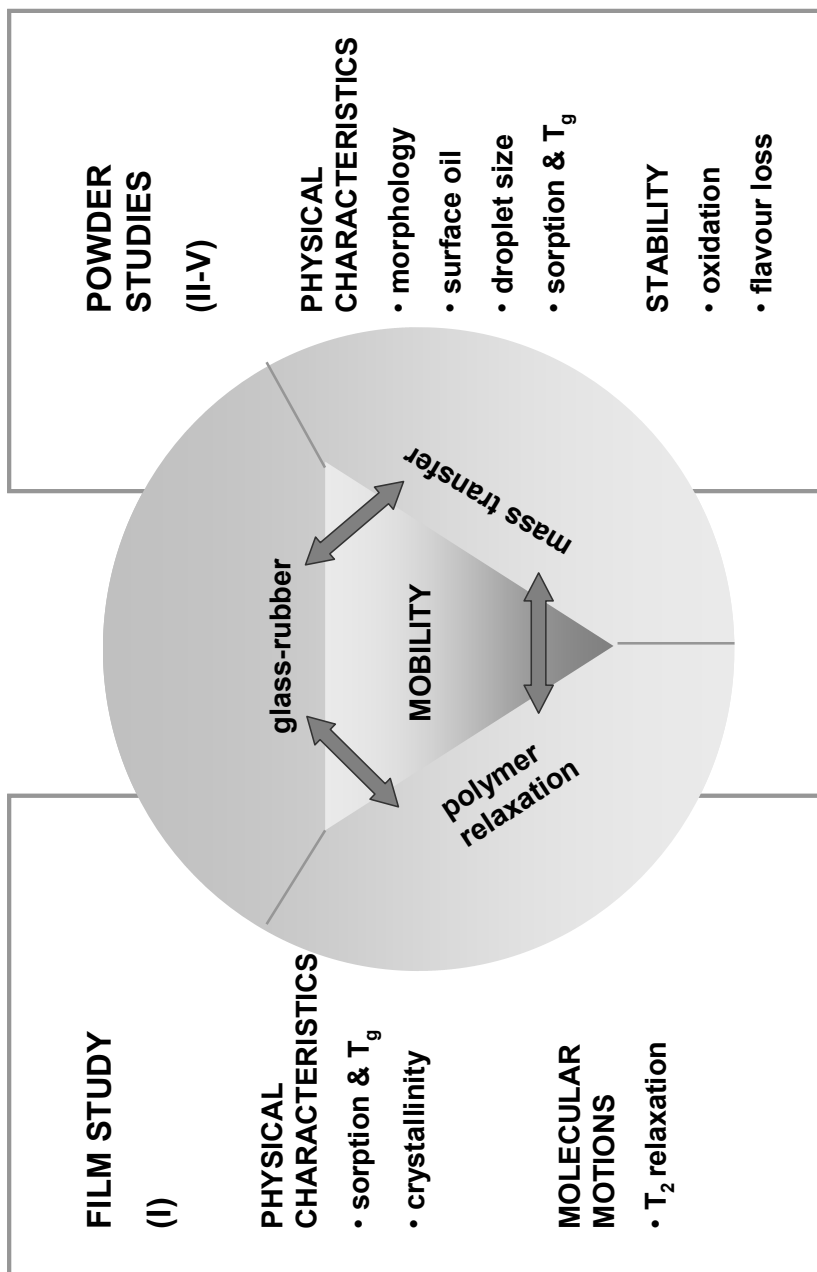 FILM STUDY
(I)
PHYSICAL
CHARACTERISTICS
• sorption & Tg
• crystallinity
MOLECULAR
MOTIONS
• T2 relaxation
glass-rubber
MOBILITY
polymer
relaxation
mass transfer
POWDER
STUDIES
(II-V)
PHYSICAL
CHARACTERISTICS
• morphology
• surface oil
• droplet size
• sorption & Tg
STABILITY
• oxidation
• flavour loss